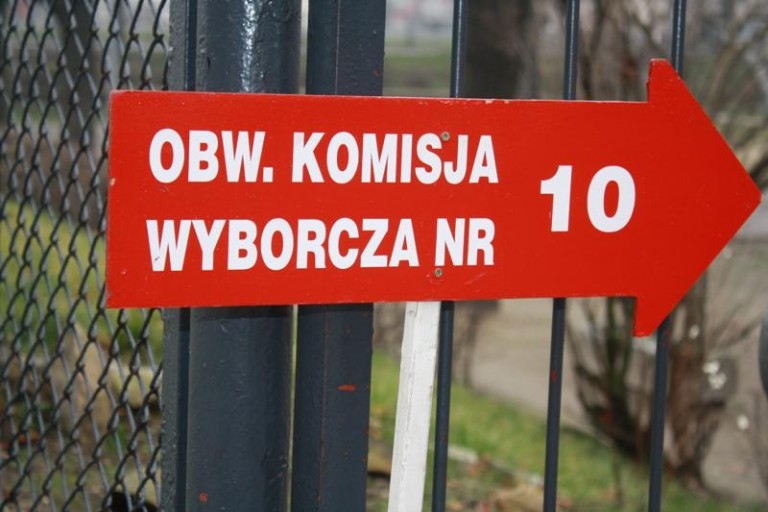 OBW. KOMISJA
WYBORCZA NR 10